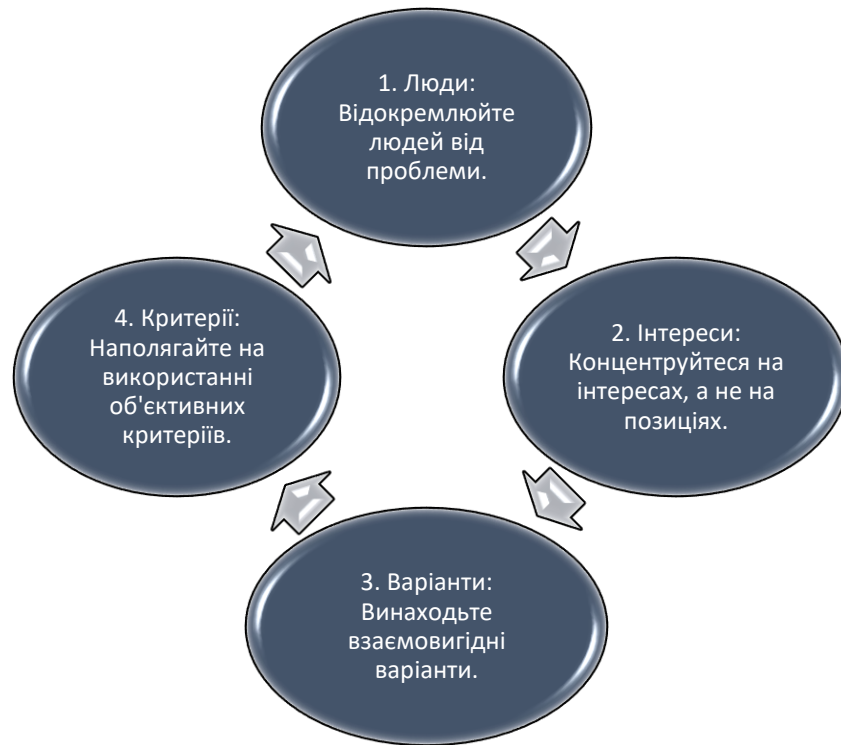 1. Люди:
Відокремлюйте
людей від
проблеми.
2. Інтереси:
Концентруйтеся на
інтересах, а не на
позиціях.
3. Варіанти:
Винаходьте
взаємовигідні
варіанти.
4. Критерії:
Наполягайте на
використанні
об'єктивних
критеріїв.